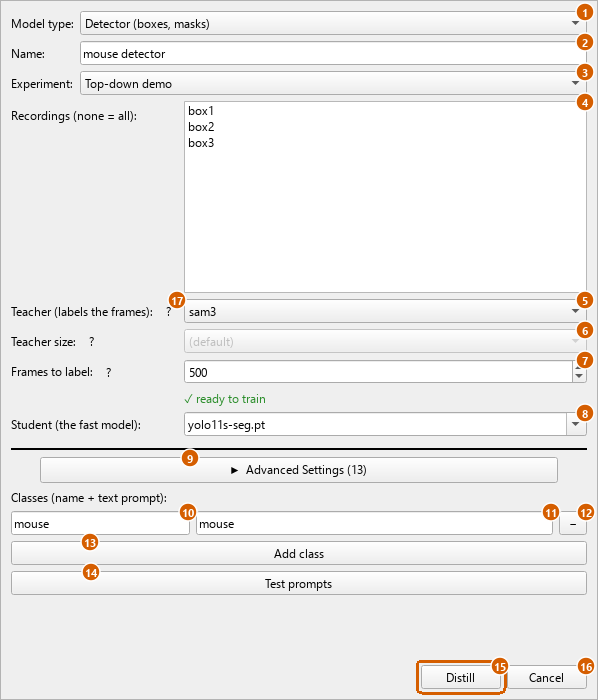 Model type: Detector (boxes, masks) 1
Name: mouse detector 2
Experiment: Top-down demo 3
Recordings (none = all): 4
box1
box2
box3
Teacher (labels the frames): ? 17 sam3 5
Teacher size: ? (default) 6
Frames to label: ? 500 7
✓ ready to train
Student (the fast model): yolo11s-seg.pt 8
9
► Advanced Settings (13)
Classes (name + text prompt):
mouse 10 mouse 11 − 12
13
Add class
14
Test prompts
Distill 15 Cancel 16